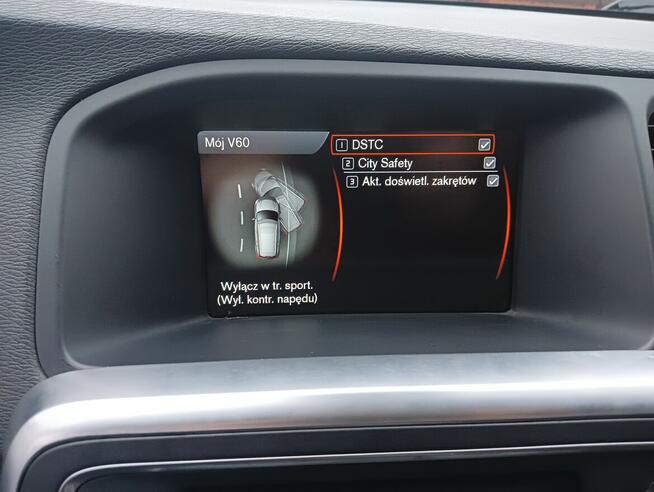 Mój V60
1 DSTC
2 City Safety
3 Akt. doświetl. zakrętów
Wyłącz w tr. sport.
(Wył. kontr. napędu)